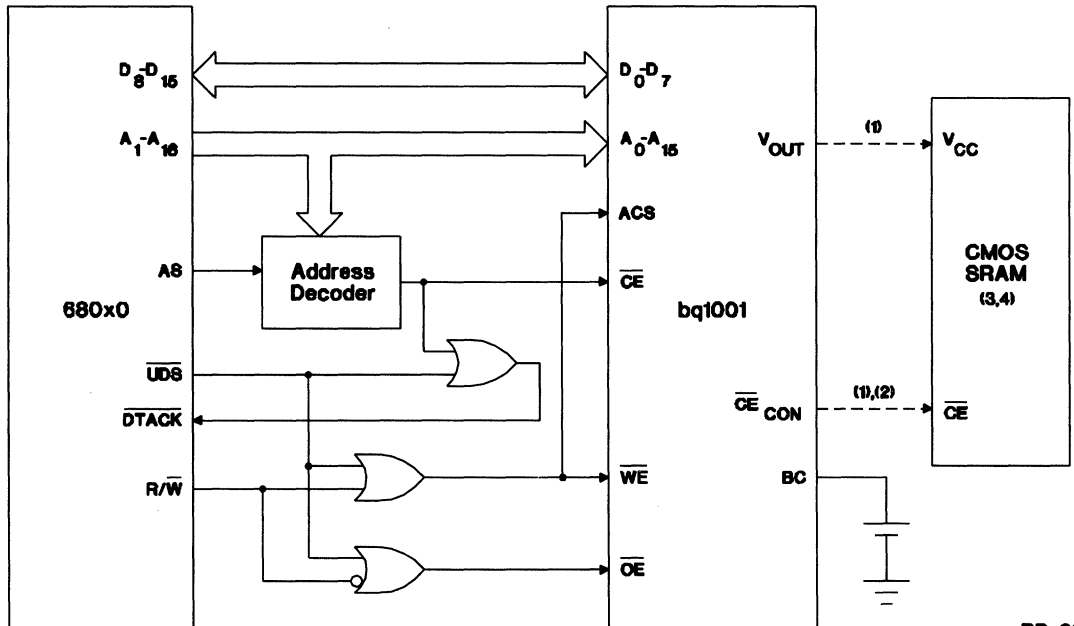 680x0
D8-D15
A1-A16
AS
UDS
DTACK
R/W
Address
Decoder
bq1001
D0-D7
A0-A15
ACS
CE
WE
OE
VOUT
CECON
BC
(1)
(1),(2)
VCC
CMOS
SRAM
(3,4)
CE